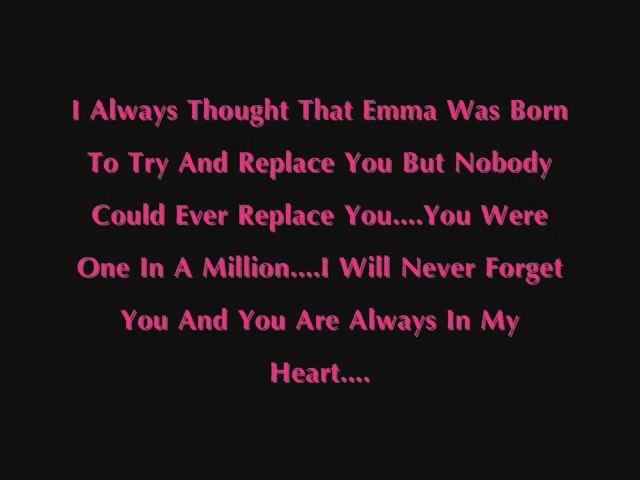 I Always Thought That Emma Was Born
To Try And Replace You But Nobody
Could Ever Replace You....You Were
One In A Million....I Will Never Forget
You And You Are Always In My
Heart....